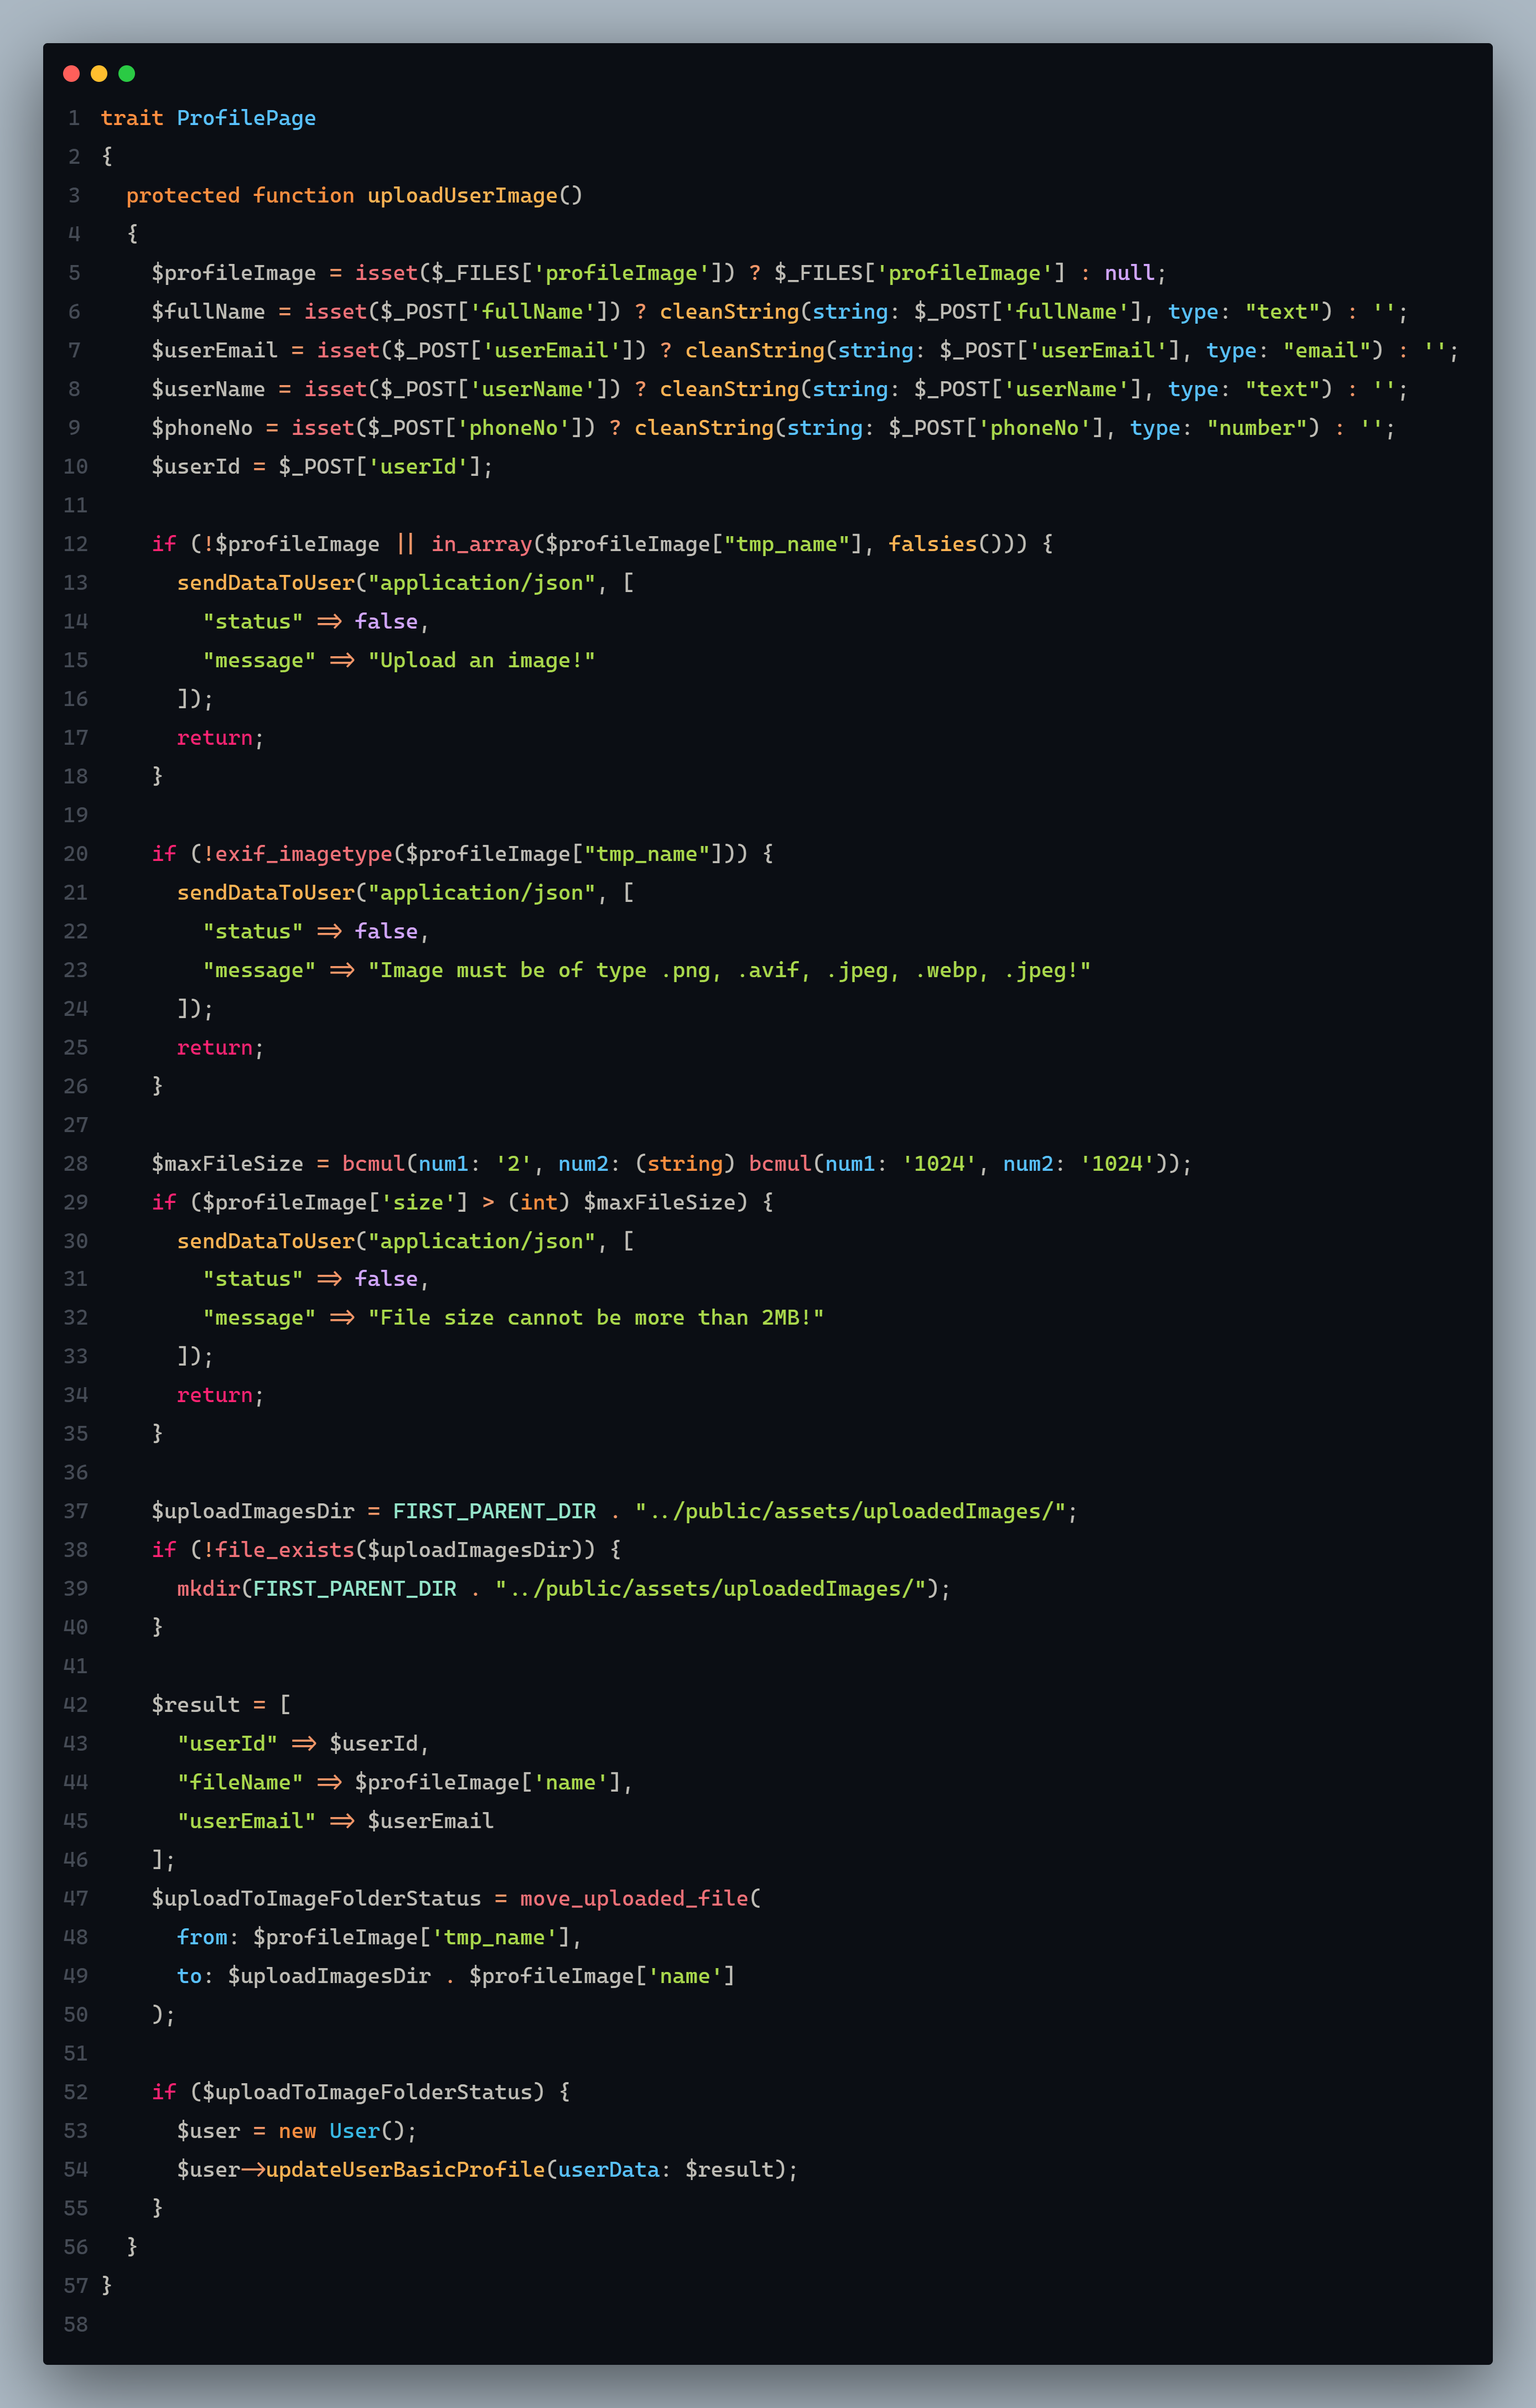 1 trait ProfilePage
2 {
3   protected function uploadUserImage()
4   {
5     $profileImage = isset($_FILES['profileImage']) ? $_FILES['profileImage'] : null;
6     $fullName = isset($_POST['fullName']) ? cleanString(string: $_POST['fullName'], type: "text") : '';
7     $userEmail = isset($_POST['userEmail']) ? cleanString(string: $_POST['userEmail'], type: "email") : '';
8     $userName = isset($_POST['userName']) ? cleanString(string: $_POST['userName'], type: "text") : '';
9     $phoneNo = isset($_POST['phoneNo']) ? cleanString(string: $_POST['phoneNo'], type: "number") : '';
10     $userId = $_POST['userId'];
11
12     if (!$profileImage || in_array($profileImage["tmp_name"], falsies())) {
13       sendDataToUser("application/json", [
14         "status" => false,
15         "message" => "Upload an image!"
16       ]);
17       return;
18     }
19
20     if (!exif_imagetype($profileImage["tmp_name"])) {
21       sendDataToUser("application/json", [
22         "status" => false,
23         "message" => "Image must be of type .png, .avif, .jpeg, .webp, .jpeg!"
24       ]);
25       return;
26     }
27
28     $maxFileSize = bcmul(num1: '2', num2: (string) bcmul(num1: '1024', num2: '1024'));
29     if ($profileImage['size'] > (int) $maxFileSize) {
30       sendDataToUser("application/json", [
31         "status" => false,
32         "message" => "File size cannot be more than 2MB!"
33       ]);
34       return;
35     }
36
37     $uploadImagesDir = FIRST_PARENT_DIR . "../public/assets/uploadedImages/";
38     if (!file_exists($uploadImagesDir)) {
39       mkdir(FIRST_PARENT_DIR . "../public/assets/uploadedImages/");
40     }
41
42     $result = [
43       "userId" => $userId,
44       "fileName" => $profileImage['name'],
45       "userEmail" => $userEmail
46     ];
47     $uploadToImageFolderStatus = move_uploaded_file(
48       from: $profileImage['tmp_name'],
49       to: $uploadImagesDir . $profileImage['name']
50     );
51
52     if ($uploadToImageFolderStatus) {
53       $user = new User();
54       $user->updateUserBasicProfile(userData: $result);
55     }
56   }
57 }
58